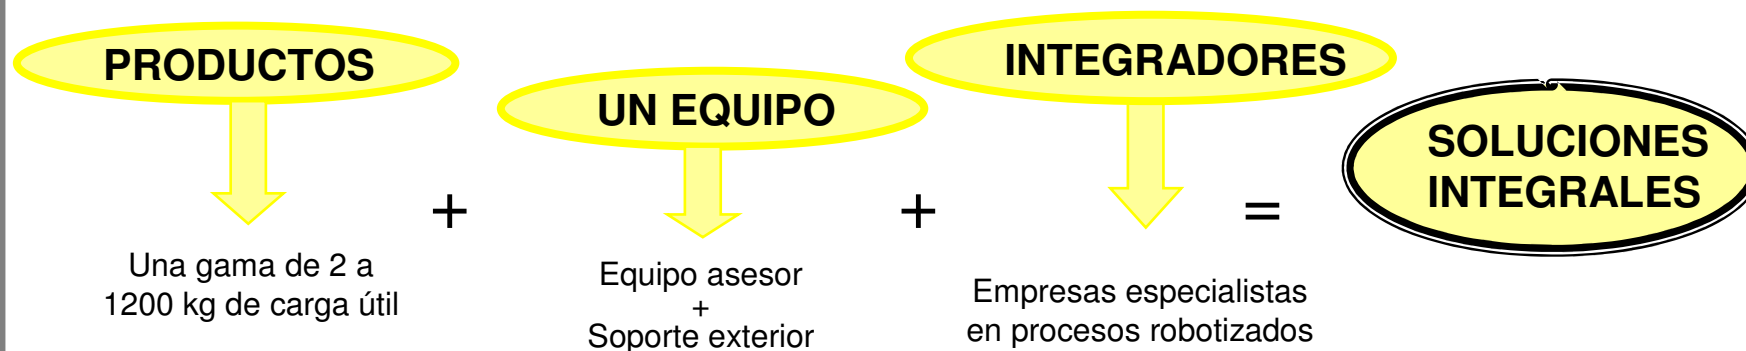 PRODUCTOS
Una gama de 2 a
1200 kg de carga útil
+
UN EQUIPO
Equipo asesor
+
Soporte exterior
+
INTEGRADORES
Empresas especialistas
en procesos robotizados
=
SOLUCIONES
INTEGRALES